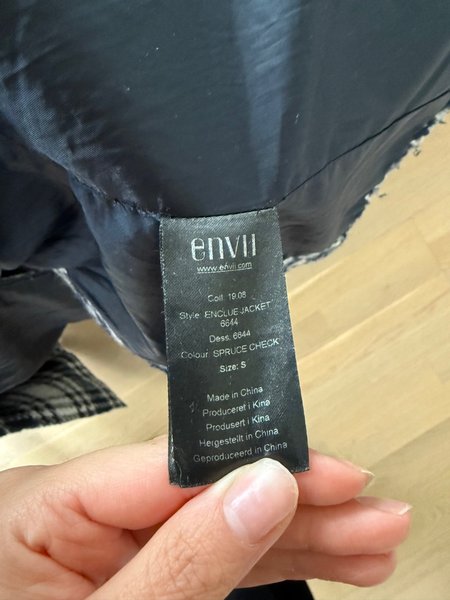 envii
www.envii.com
Coll. 19.08
Style: ENCLUE JACKET
6644
Dess. 6644
Colour: SPRUCE CHECK
Size: S
Made in China
Produceret i Kina
Produsert i Kina
Hergestellt in China
Geproduceerd in China